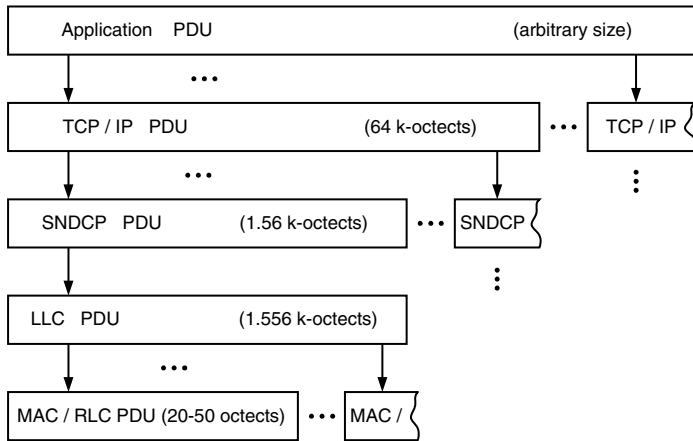 Application PDU (arbitrary size)
TCP / IP PDU (64 k-octects)
TCP / IP
SNDCP PDU (1.56 k-octects)
SNDCP
LLC PDU (1.556 k-octects)
MAC / RLC PDU (20-50 octects)
MAC /